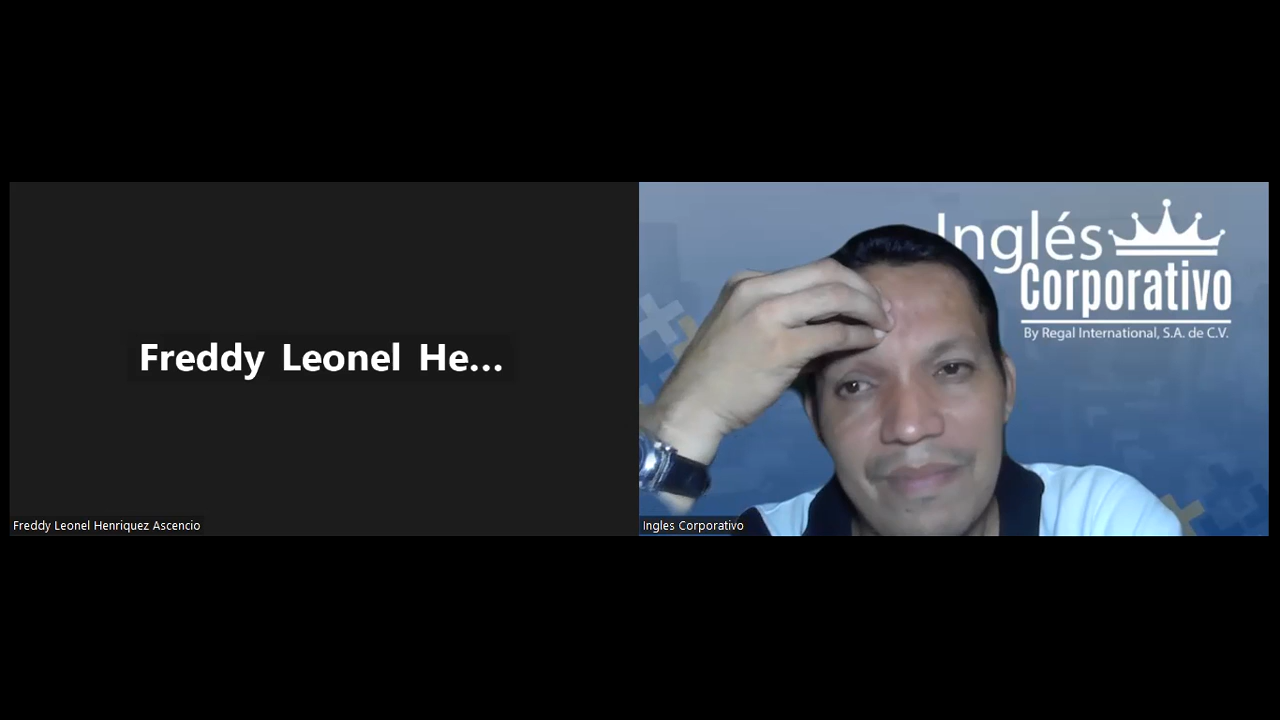 Freddy Leonel He...
Freddy Leonel Henriquez Ascencio
Inglés
Corporativo
By Regal International, S.A. de C.V.
Ingles Corporativo